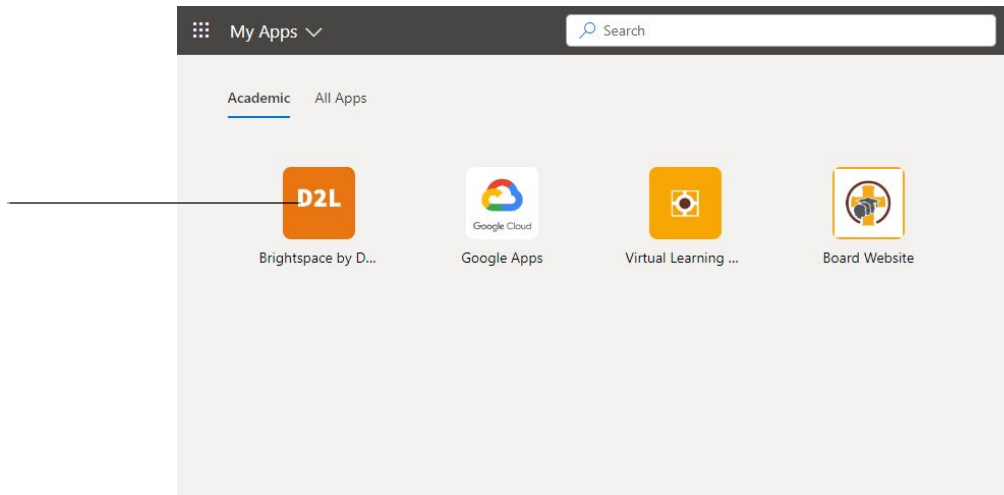 My Apps
Search
Academic All Apps
D2L
Google Cloud
Brightspace by D... Google Apps Virtual Learning ... Board Website